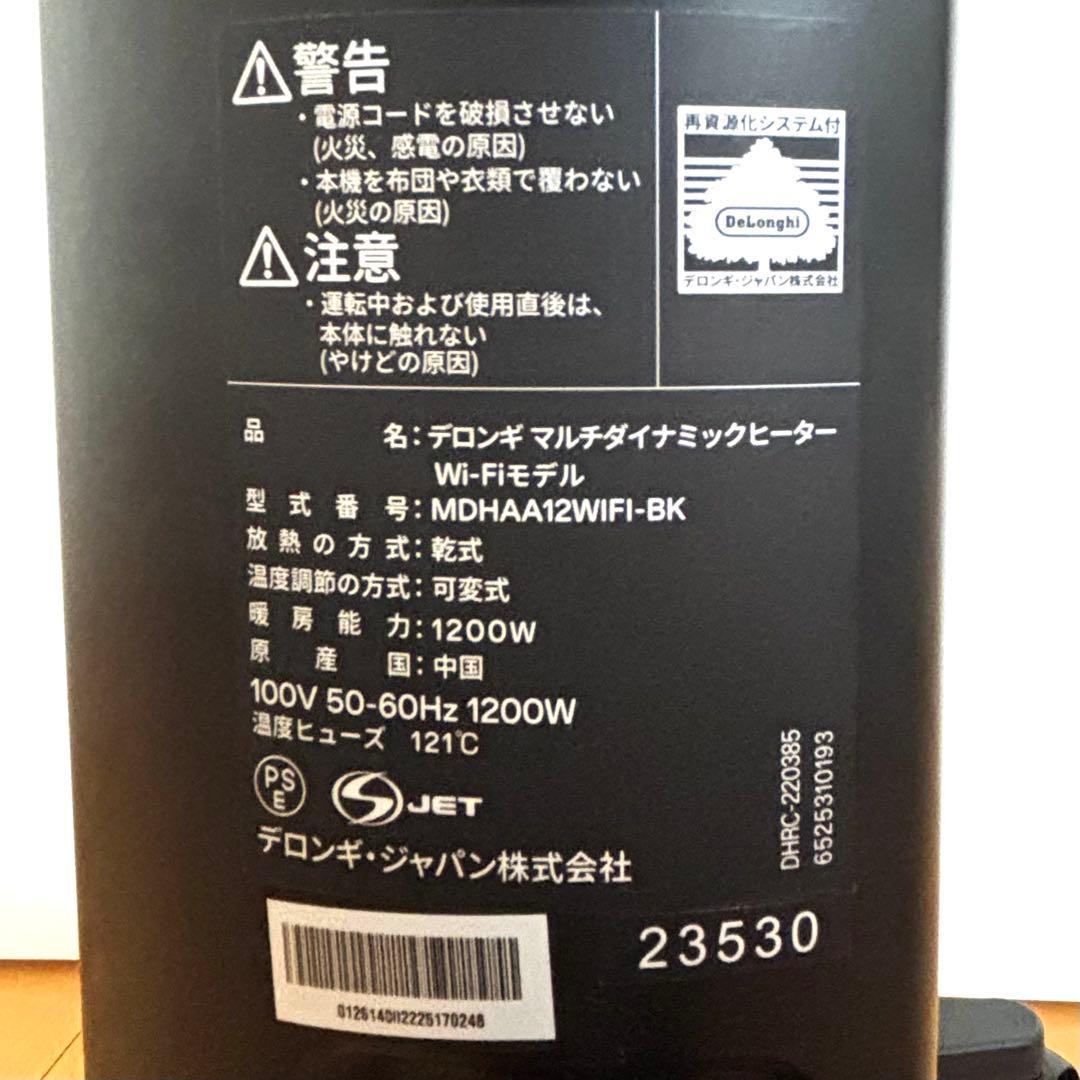 警告
・電源コードを破損させない
(火災、感電の原因)
・本機を布団や衣類で覆わない
(火災の原因)
注意
・運転中および使用直後は、
本体に触れない
(やけどの原因)
再資源化システム付
DeLonghi
デロンギ・ジャパン株式会社
品名：デロンギ マルチダイナミックヒーター
Wi-Fiモデル
型式番号：MDHAA12WIFI-BK
放熱の方式：乾式
温度調節の方式：可変式
暖房能力：1200W
原産国：中国
100V 50-60Hz 1200W
温度ヒューズ 121℃
PS
E
JET
デロンギ・ジャパン株式会社
DHRC-220385
6525310193
23530